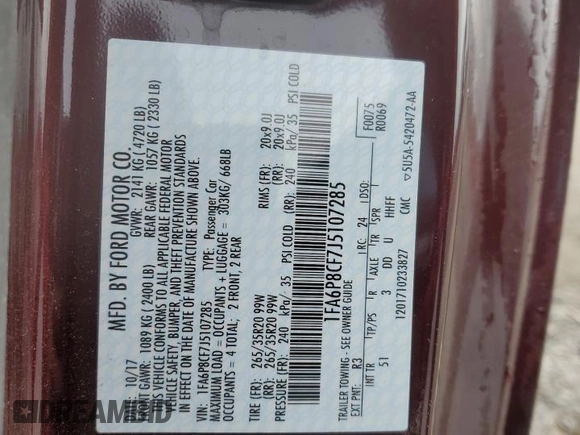 MFD. BY FORD MOTOR CO.
10/17 GVWR: 2141 KG ( 4720 LB)
FRONT GAWR: 1089 KG (2400 LB) REAR GAWR: 1057 KG (2330 LB)
THIS VEHICLE CONFORMS TO ALL APPLICABLE FEDERAL MOTOR
VEHICLE SAFETY, BUMPER, AND THEFT PREVENTION STANDARDS
IN EFFECT ON THE DATE OF MANUFACTURE SHOWN ABOVE.
VIN: 1FA6P8CF7J5107285 TYPE: Passenger Car
MAXIMUM LOAD = OCCUPANTS + LUGGAGE = 303KG/ 668LB
OCCUPANTS = 4 TOTAL; 2 FRONT, 2 REAR
TIRE (FR): 265/35R20 99W RIMS (FR): 20x9.0J
(RR): 265/35R20 99W (RR): 20x9.0J
PRESSURE (FR): 240 kPa/ 35 PSI COLD (RR): 240 kPa/ 35 PSI COLD
1FA6P8CF7J5107285
TRAILER TOWING - SEE OWNER GUIDE
EXT PNT: R3 RC: 24 DSO: F0075
R0069
INT TR TP/PS R AXLE TR SPR
51 3 DD U HHFF
1201710233827 CMC 5U5A-5420472-AA
DREAMBID